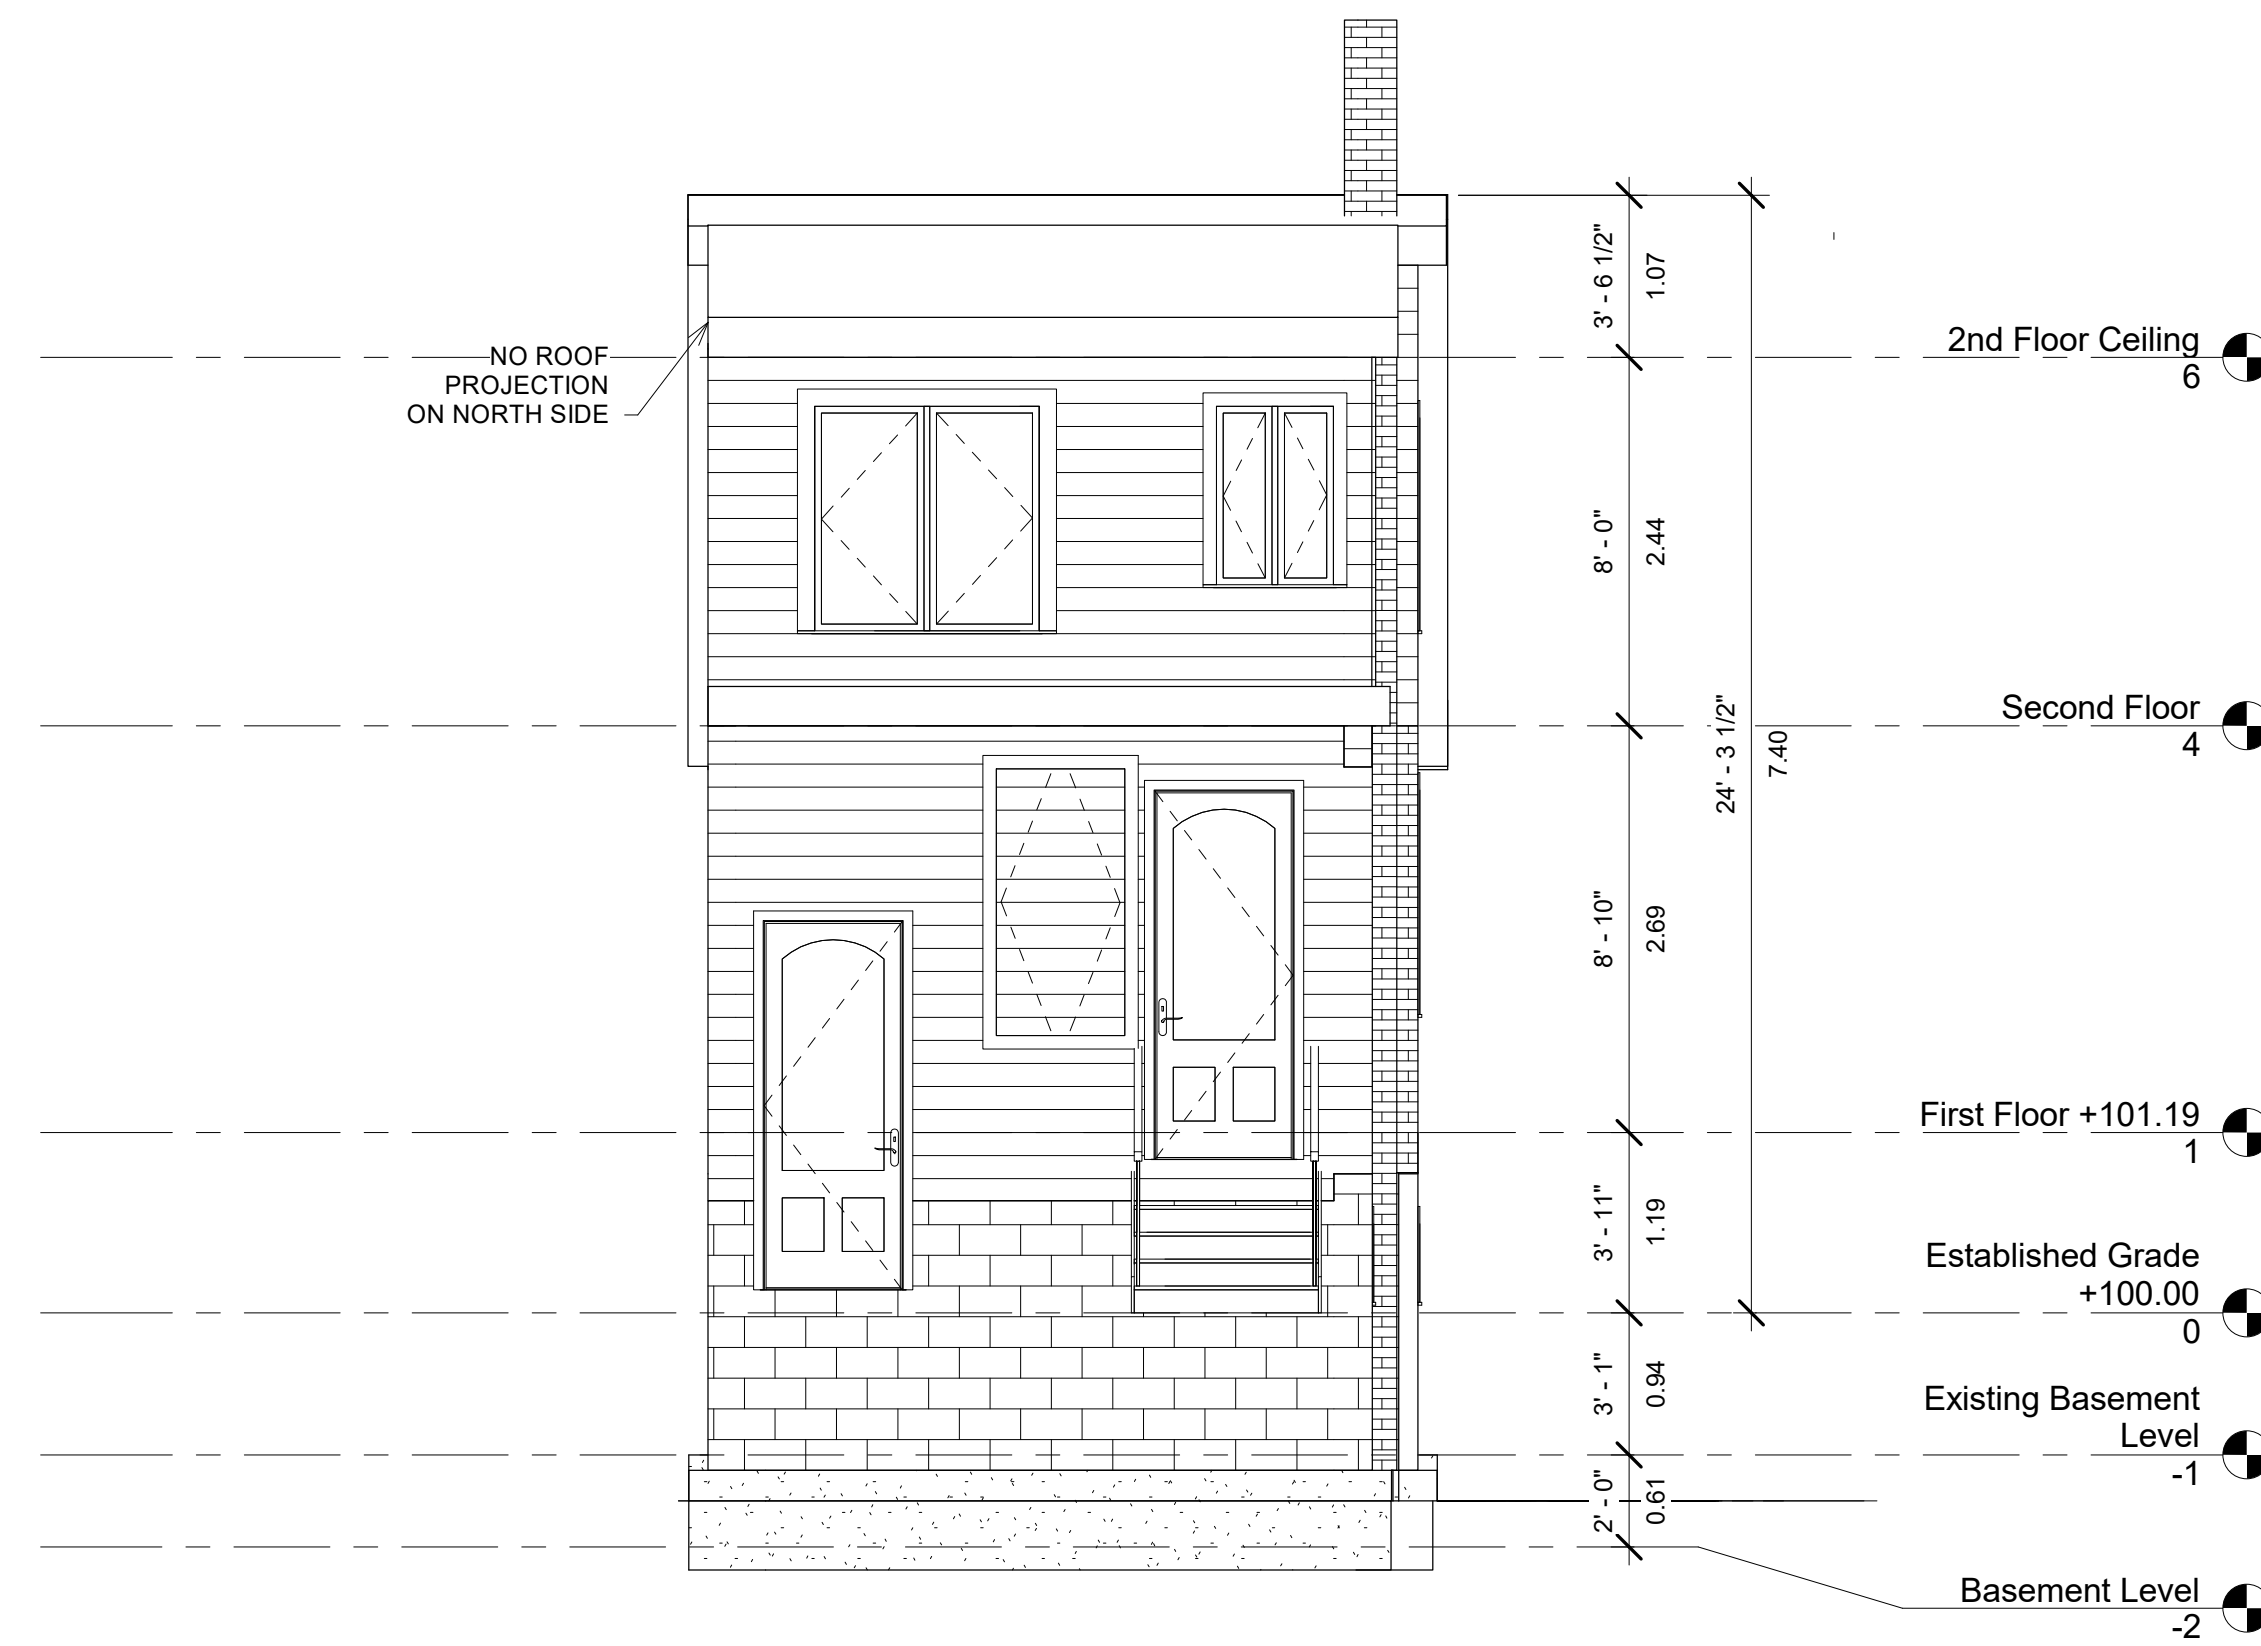 3' - 6 1/2"
1.07
2nd Floor Ceiling
6
NO ROOF
PROJECTION
ON NORTH SIDE
8' - 0"
2.44
Second Floor
4
24' - 3 1/2"
7.40
8' - 10"
2.69
First Floor +101.19
1
3' - 11"
1.19
Established Grade
+100.00
0
3' - 1"
0.94
Existing Basement
Level
-1
2' - 0"
0.61
Basement Level
-2